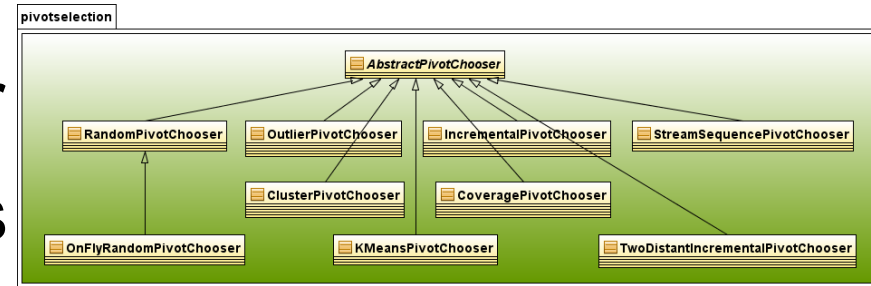 pivotselection
AbstractPivotChooser
RandomPivotChooser
OutlierPivotChooser
IncrementalPivotChooser
StreamSequencePivotChooser
ClusterPivotChooser
CoveragePivotChooser
OnFlyRandomPivotChooser
KMeansPivotChooser
TwoDistantIncrementalPivotChooser